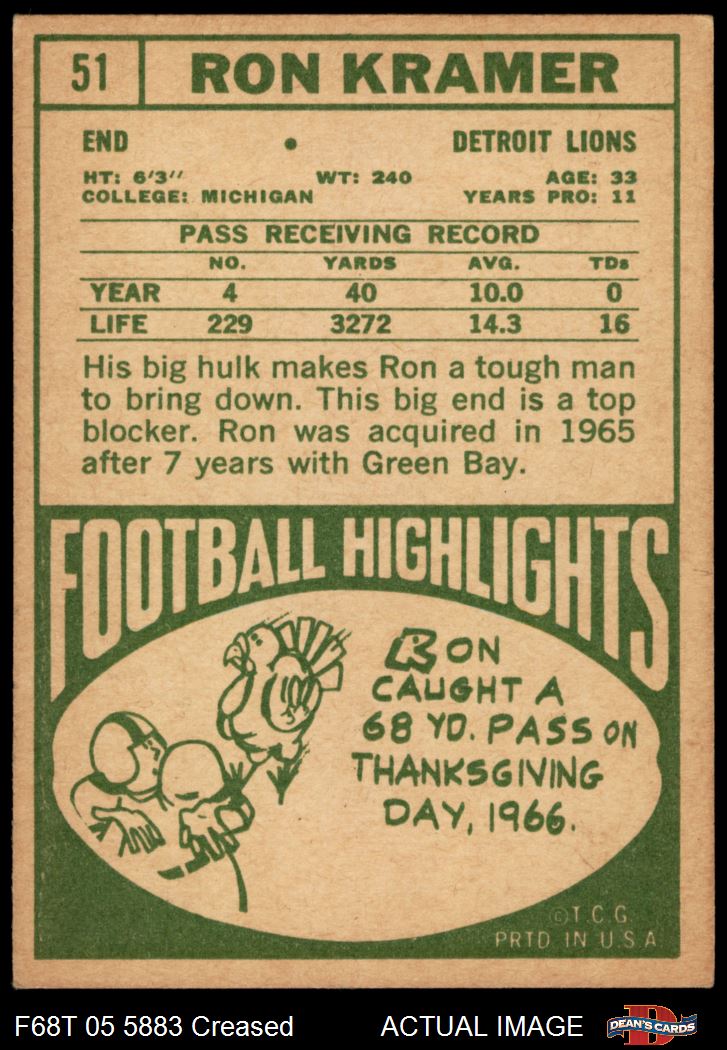 51 RON KRAMER
END • DETROIT LIONS
HT: 6'3" WT: 240 AGE: 33
COLLEGE: MICHIGAN YEARS PRO: 11
PASS RECEIVING RECORD
NO. YARDS AVG. TDs
YEAR 4 40 10.0 0
LIFE 229 3272 14.3 16
His big hulk makes Ron a tough man
to bring down. This big end is a top
blocker. Ron was acquired in 1965
after 7 years with Green Bay.
FOOTBALL HIGHLIGHTS
RON
CAUGHT A
68 YD. PASS ON
THANKSGIVING
DAY, 1966.
©T.C.G.
PRTD IN U.S.A
F68T 05 5883 Creased ACTUAL IMAGE D DEAN'S CARDS